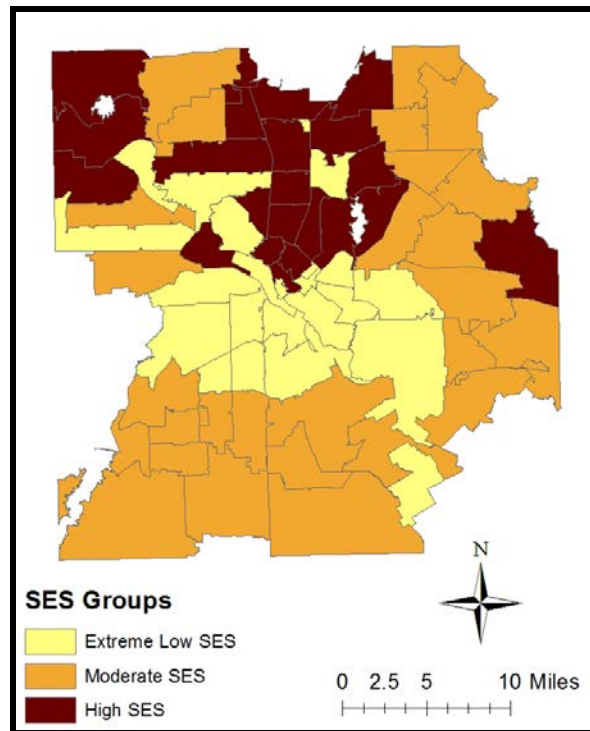 N
SES Groups
Extreme Low SES
Moderate SES
High SES
0 2.5 5 10 Miles